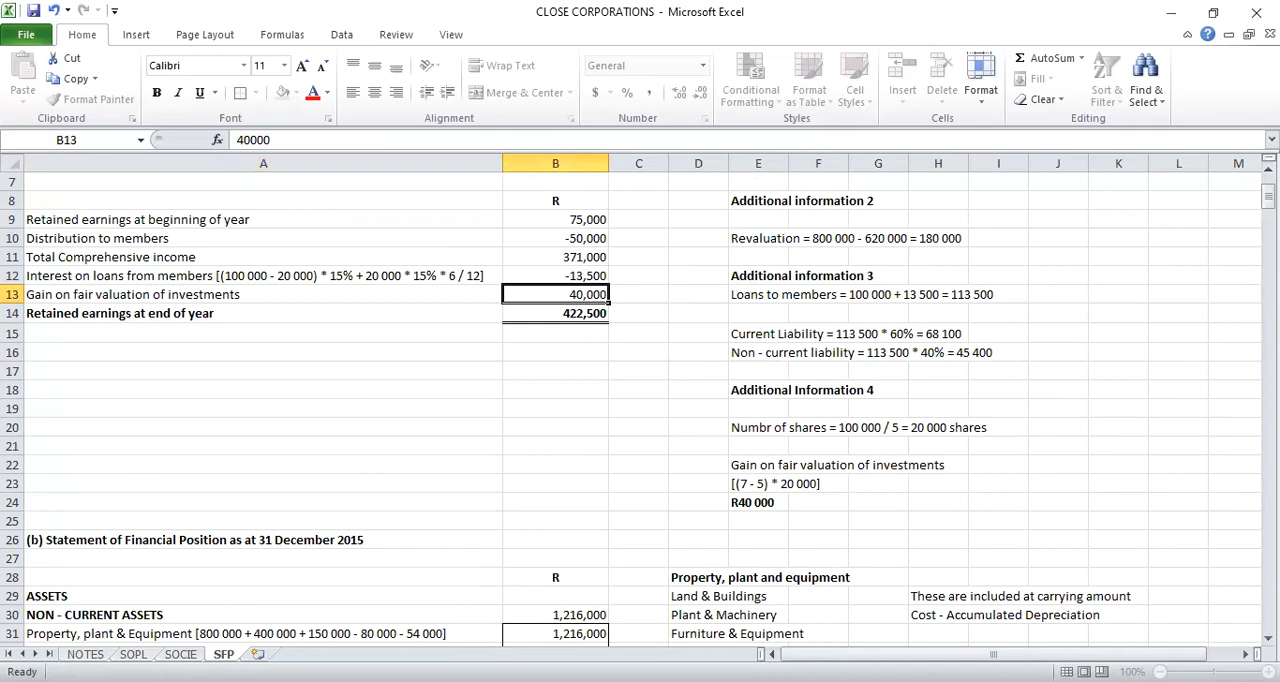 CLOSE CORPORATIONS - Microsoft Excel
File Home Insert Page Layout Formulas Data Review View
Paste Cut Copy Format Painter Clipboard
Calibri 11 A A B I U A Font
Wrap Text Merge & Center Alignment
General $ % , .0 .00 .00 .0 Number
Conditional Formatting Format as Table Cell Styles Styles
Insert Delete Format Cells
Σ AutoSum Fill Clear Sort & Filter Find & Select Editing
B13 fx 40000
A B C D E F G H I J K L M
7
8 R Additional information 2
9 Retained earnings at beginning of year 75,000
10 Distribution to members -50,000 Revaluation = 800 000 - 620 000 = 180 000
11 Total Comprehensive income 371,000
12 Interest on loans from members [(100 000 - 20 000) * 15% + 20 000 * 15% * 6 / 12] -13,500 Additional information 3
13 Gain on fair valuation of investments 40,000 Loans to members = 100 000 + 13 500 = 113 500
14 Retained earnings at end of year 422,500
15 Current Liability = 113 500 * 60% = 68 100
16 Non - current liability = 113 500 * 40% = 45 400
17
18 Additional Information 4
19
20 Numbr of shares = 100 000 / 5 = 20 000 shares
21
22 Gain on fair valuation of investments
23 [(7 - 5) * 20 000]
24 R40 000
25
26 (b) Statement of Financial Position as at 31 December 2015
27
28 R Property, plant and equipment
29 ASSETS Land & Buildings These are included at carrying amount
30 NON - CURRENT ASSETS 1,216,000 Plant & Machinery Cost - Accumulated Depreciation
31 Property, plant & Equipment [800 000 + 400 000 + 150 000 - 80 000 - 54 000] 1,216,000 Furniture & Equipment
NOTES SOPL SOCIE SFP
Ready 100%